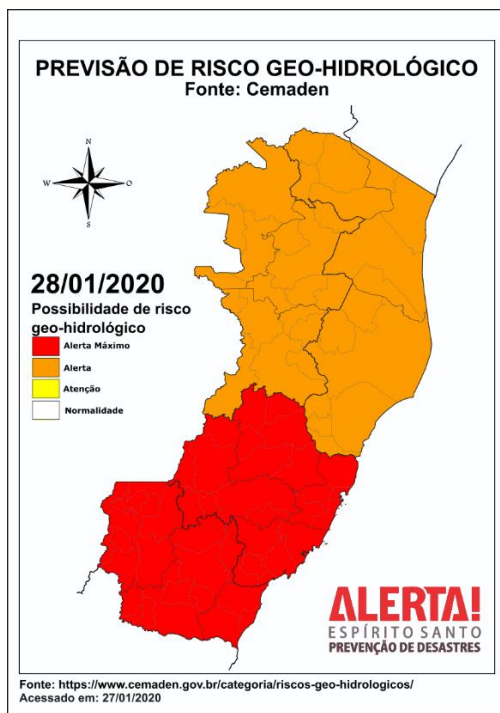 PREVISÃO DE RISCO GEO-HIDROLÓGICO
Fonte: Cemaden
N
W
O
S
28/01/2020
Possibilidade de risco
geo-hidrológico
Alerta Máximo
Alerta
Atenção
Normalidade
ALERTA!
ESPÍRITO SANTO
PREVENÇÃO DE DESASTRES
Fonte: https://www.cemaden.gov.br/categoria/riscos-geo-hidrologicos/
Acessado em: 27/01/2020